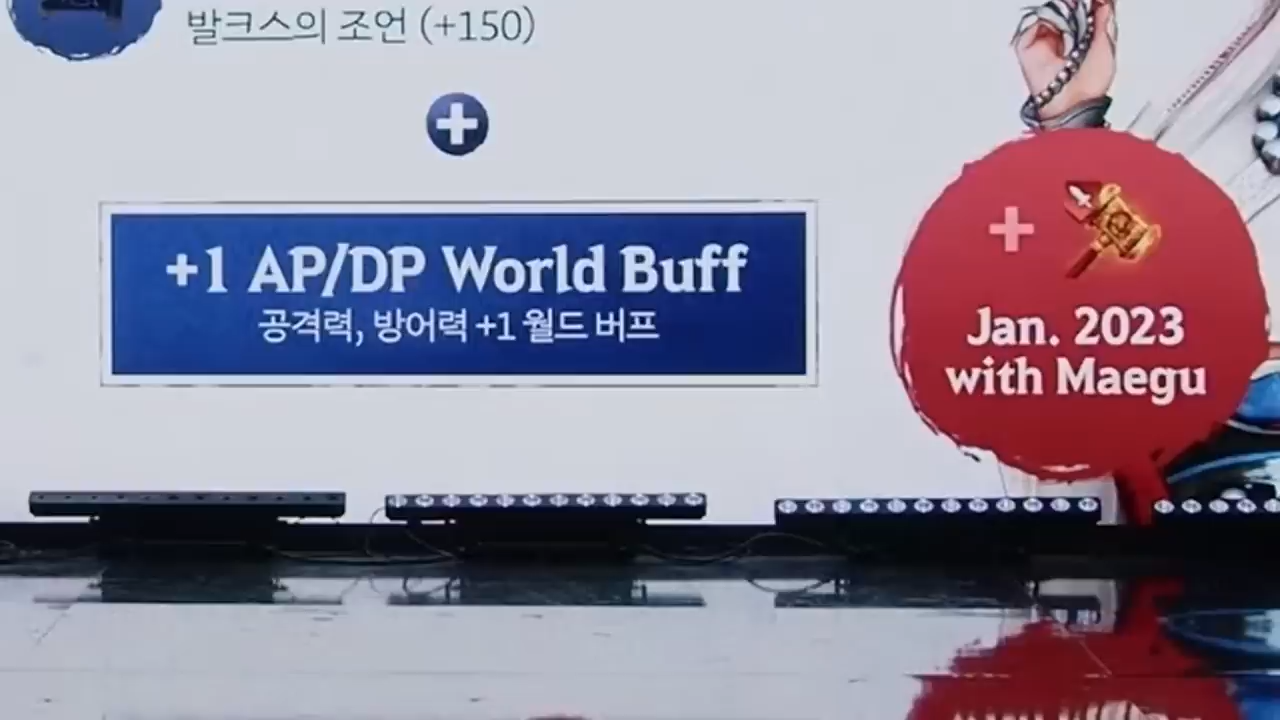 발크스의 조언 (+150)
+1 AP/DP World Buff
공격력, 방어력 +1 월드 버프
+
Jan. 2023
with Maegu